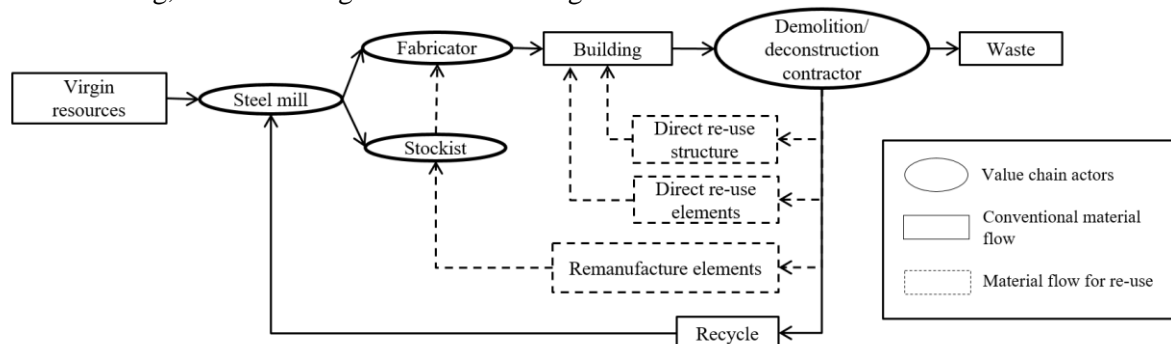 Demolition/
deconstruction
contractor
Fabricator
Building
Waste
Virgin
resources
Steel mill
Stockist
Direct re-use
structure
Direct re-use
elements
Remanufacture elements
Recycle
Value chain actors
Conventional material
flow
Material flow for re-use